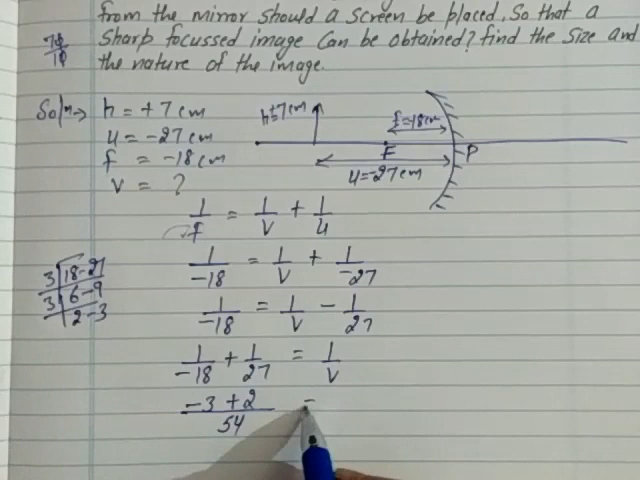 from the mirror should a screen be placed, So that a
Sharp focussed image Can be obtained? find the Size and
the nature of the image.
Solⁿ→ h = +7 cm
u = -27 cm
f = -18 cm
v = ?
h=+7cm
f=-18cm
F
P
u=-27cm
1/f = 1/v + 1/u
1/-18 = 1/v + 1/-27
3 | 18-27
3 | 6-9
2-3
1/-18 = 1/v - 1/27
1/-18 + 1/27 = 1/v
-3+2/54 =